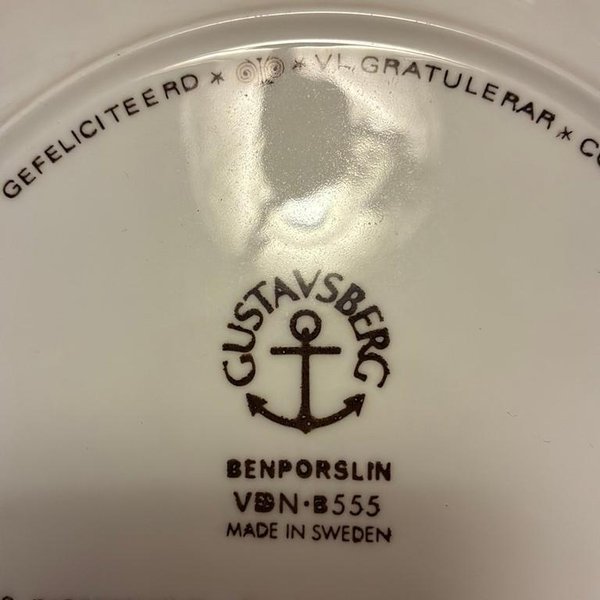 GEFELICITEERD * * VI GRATULERAR *
GUSTAVSBERG
BENPORSLIN
VDN·B555
MADE IN SWEDEN